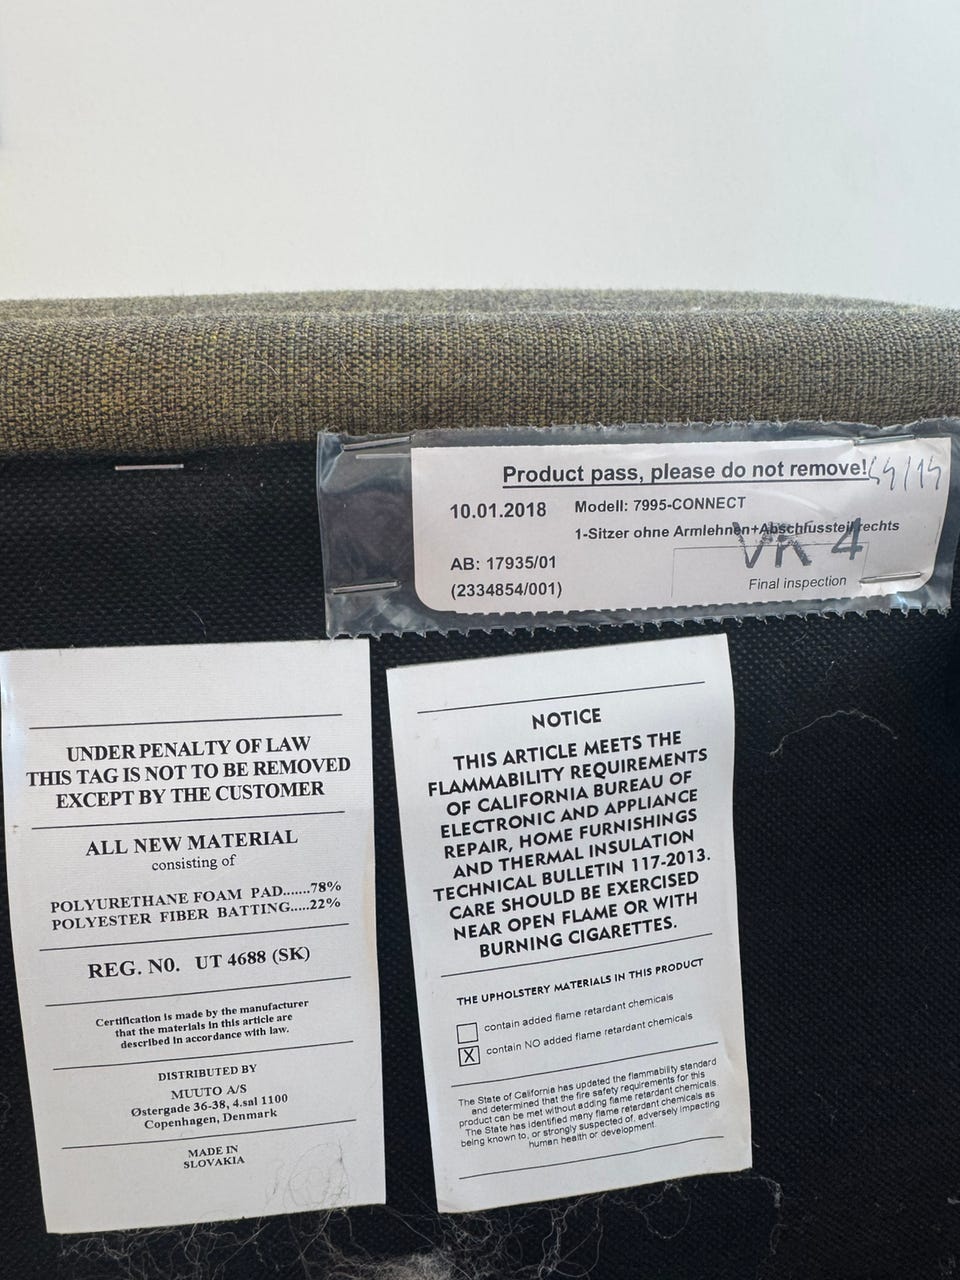 Product pass, please do not remove!
10.01.2018 Modell: 7995-CONNECT
1-Sitzer ohne Armlehnen+Abschlussteil rechts
VK 4
AB: 17935/01
(2334854/001)
Final inspection
UNDER PENALTY OF LAW
THIS TAG IS NOT TO BE REMOVED
EXCEPT BY THE CUSTOMER
ALL NEW MATERIAL
consisting of
POLYURETHANE FOAM PAD.......78%
POLYESTER FIBER BATTING.....22%
REG. NO. UT 4688 (SK)
Certification is made by the manufacturer
that the materials in this article are
described in accordance with law.
DISTRIBUTED BY
MUUTO A/S
Østergade 36-38, 4.sal 1100
Copenhagen, Denmark
MADE IN
SLOVAKIA
NOTICE
THIS ARTICLE MEETS THE
FLAMMABILITY REQUIREMENTS
OF CALIFORNIA BUREAU OF
ELECTRONIC AND APPLIANCE
REPAIR, HOME FURNISHINGS
AND THERMAL INSULATION
TECHNICAL BULLETIN 117-2013.
CARE SHOULD BE EXERCISED
NEAR OPEN FLAME OR WITH
BURNING CIGARETTES.
THE UPHOLSTERY MATERIALS IN THIS PRODUCT
contain added flame retardant chemicals
X contain NO added flame retardant chemicals
The State of California has updated the flammability standard
and determined that the fire safety requirements for this
product can be met without adding flame retardant chemicals.
The State has identified many flame retardant chemicals as
being known to, or strongly suspected of, adversely impacting
human health or development.